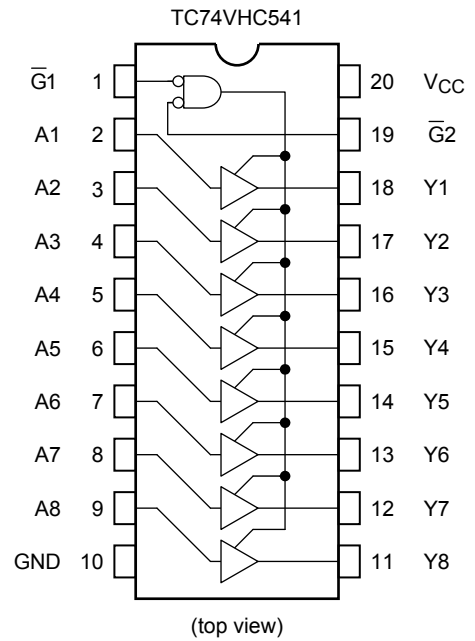 TC74VHC541
G̅1 1 20 VCC
A1 2 19 G̅2
A2 3 18 Y1
A3 4 17 Y2
A4 5 16 Y3
A5 6 15 Y4
A6 7 14 Y5
A7 8 13 Y6
A8 9 12 Y7
GND 10 11 Y8
(top view)